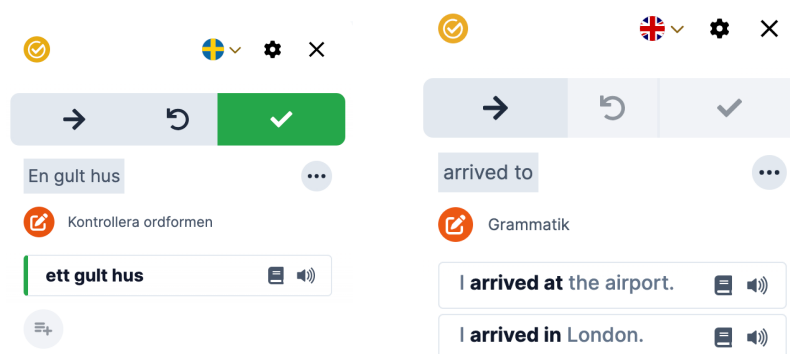 En gult hus
Kontrollera ordformen
ett gult hus
arrived to
Grammatik
I arrived at the airport.
I arrived in London.